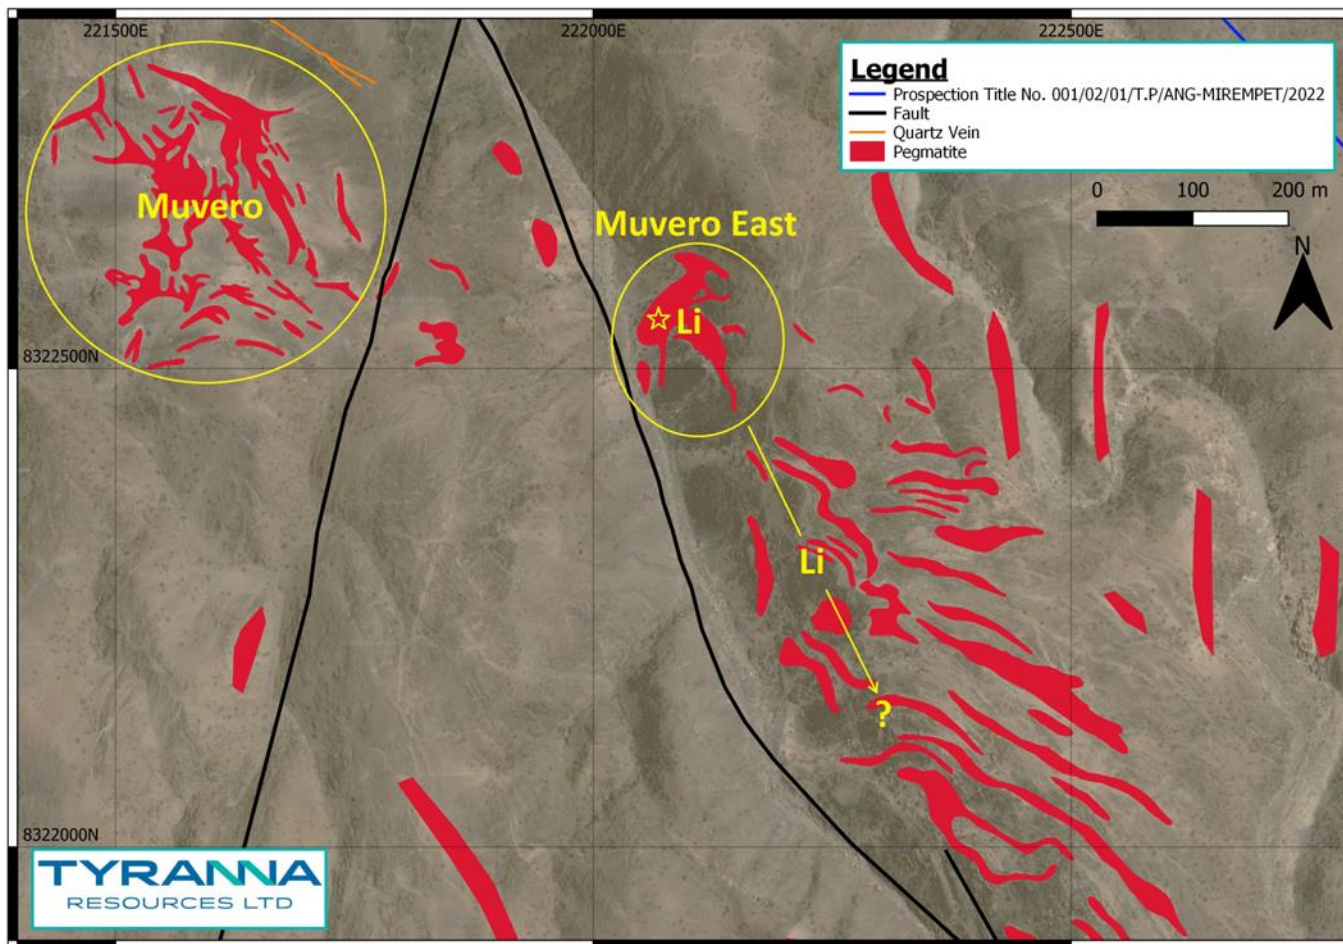 221500E
222000E
222500E
Legend
Prospection Title No. 001/02/01/T.P/ANG-MIREMPET/2022
Fault
Quartz Vein
Pegmatite
0 100 200 m
N
Muvero
Muvero East
Li
8322500N
Li
?
8322000N
TYRANNA
RESOURCES LTD